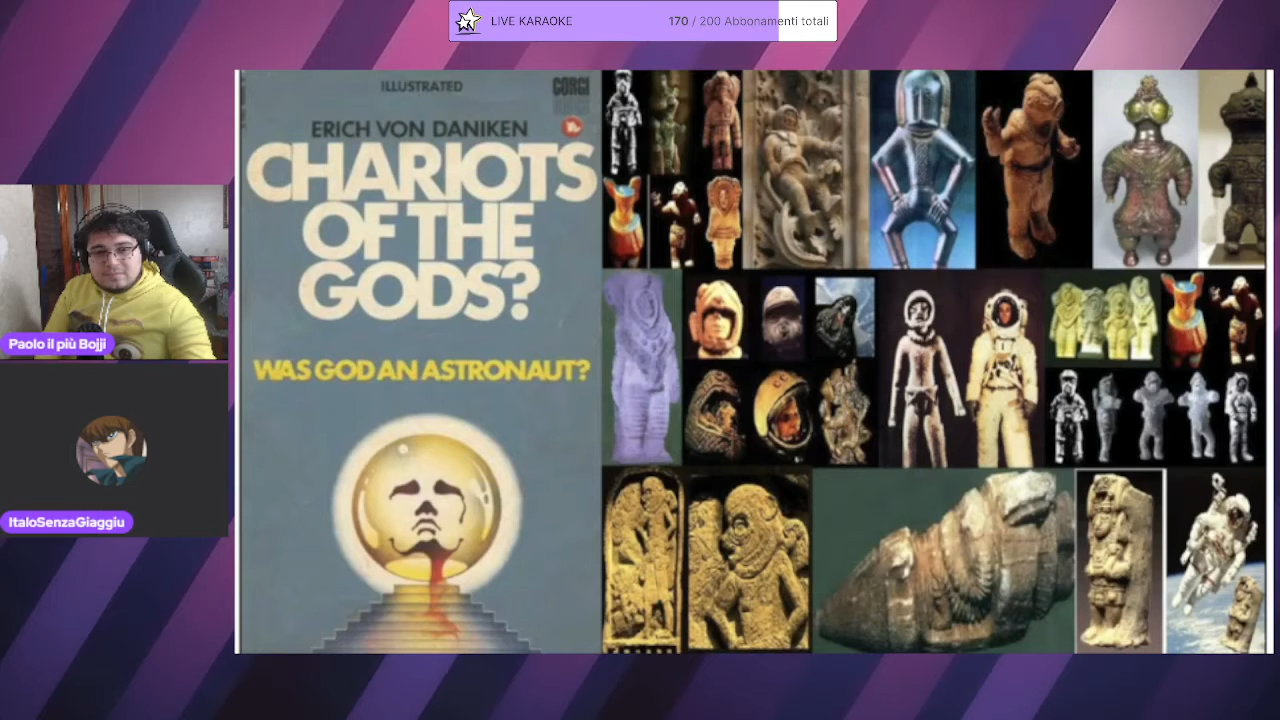 LIVE KARAOKE
170 / 200 Abbonamenti totali
ILLUSTRATED
CORGI
ERICH VON DANIKEN
CHARIOTS
OF THE
GODS?
WAS GOD AN ASTRONAUT?
Paolo il più Bojji
ItaloSenzaGiaggiu